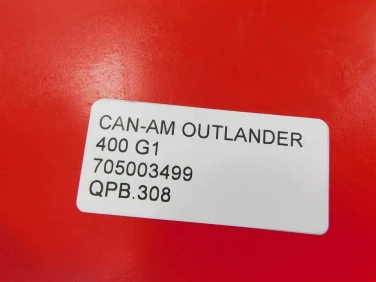 CAN-AM OUTLANDER
400 G1
705003499
QPB.308